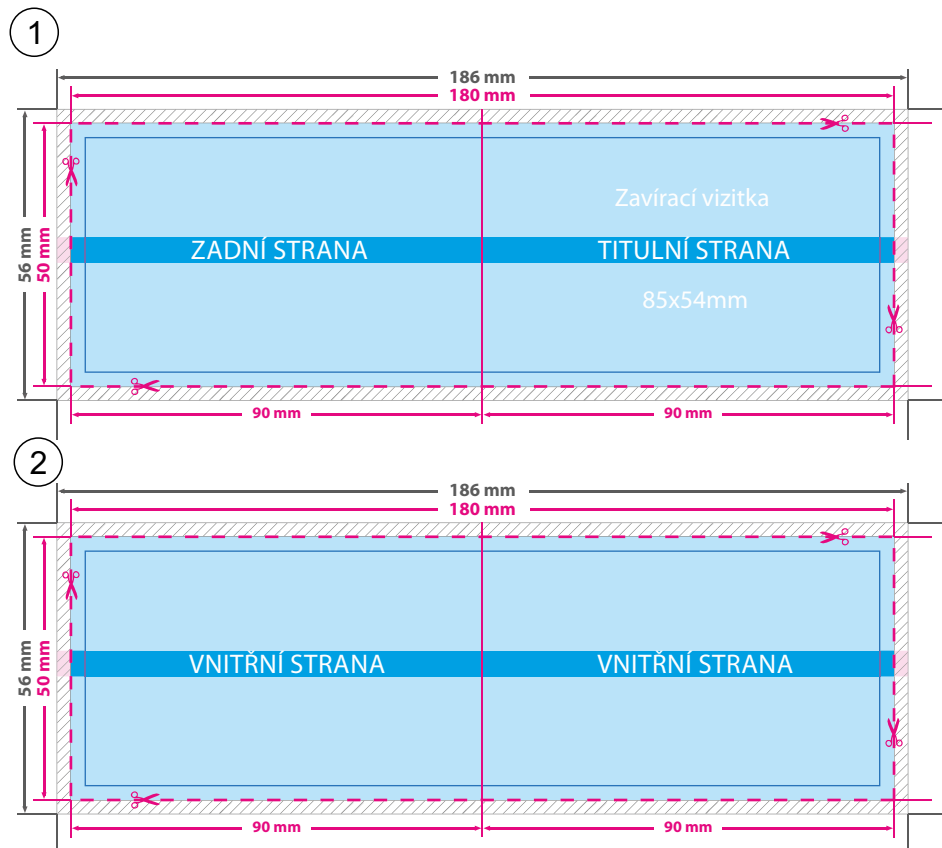 1
186 mm
180 mm
56 mm
50 mm
Zavírací vizitka
ZADNÍ STRANA
TITULNÍ STRANA
85x54mm
90 mm
90 mm
2
186 mm
180 mm
56 mm
50 mm
VNITŘNÍ STRANA
VNITŘNÍ STRANA
90 mm
90 mm